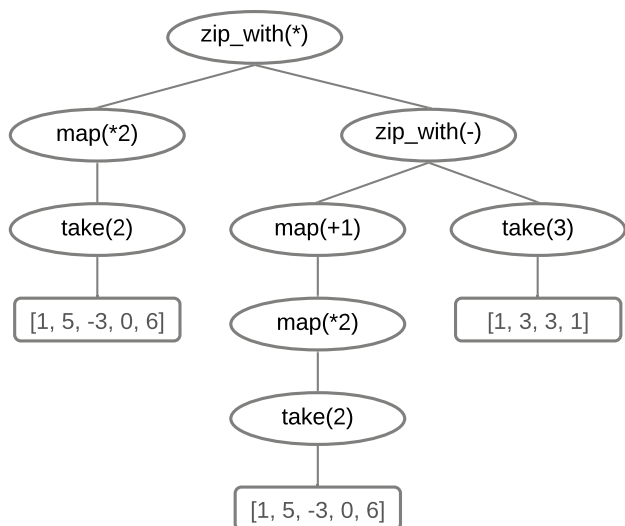 zip_with(*)
map(*2)
zip_with(-)
take(2)
map(+1)
take(3)
[1, 5, -3, 0, 6]
map(*2)
[1, 3, 3, 1]
take(2)
[1, 5, -3, 0, 6]